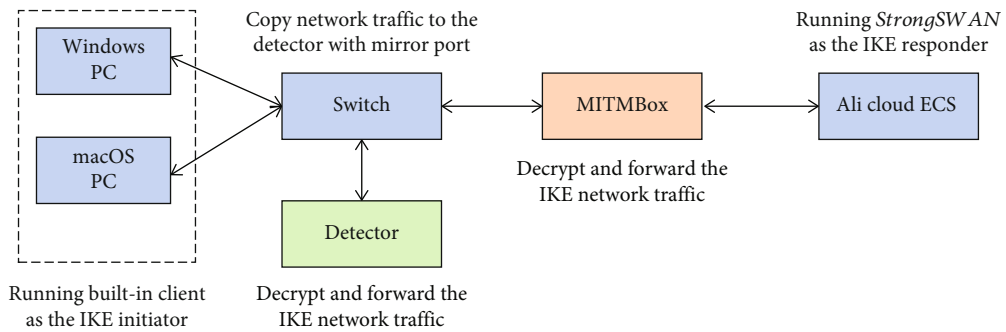 Windows
PC
macOS
PC
Running built-in client
as the IKE initiator
Copy network traffic to the
detector with mirror port
Switch
Detector
Decrypt and forward the
IKE network traffic
MITMBox
Decrypt and forward the
IKE network traffic
Running StrongSWAN
as the IKE responder
Ali cloud ECS